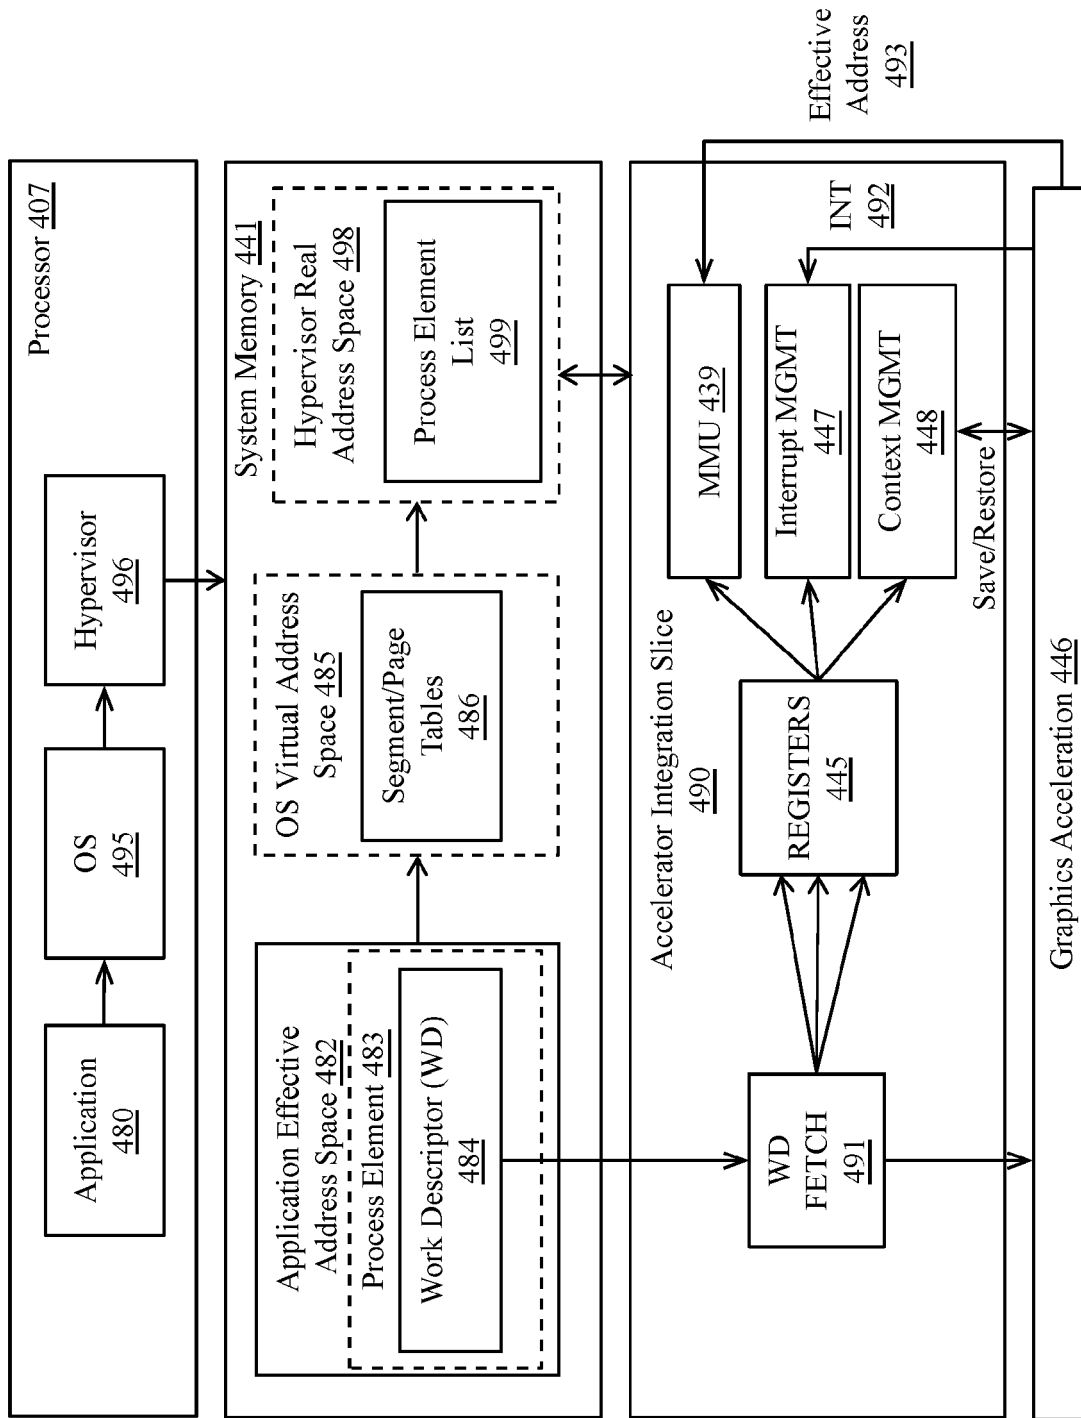 Processor 407
Application
480
OS
495
Hypervisor
496
System Memory 441
Application Effective
Address Space 482
Process Element 483
Work Descriptor (WD)
484
OS Virtual Address
Space 485
Segment/Page
Tables
486
Hypervisor Real
Address Space 498
Process Element
List
499
Accelerator Integration Slice
490
WD
FETCH
491
REGISTERS
445
MMU 439
Interrupt MGMT
447
Context MGMT
448
Save/Restore
INT
492
Effective
Address
493
Graphics Acceleration 446